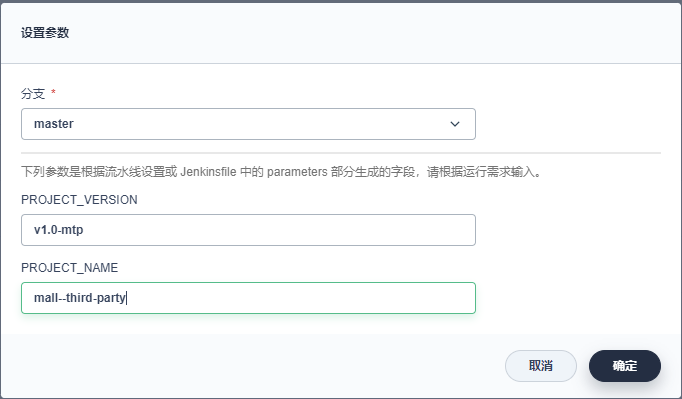 设置参数
分支 *
master
下列参数是根据流水线设置或 Jenkinsfile 中的 parameters 部分生成的字段，请根据运行需求输入。
PROJECT_VERSION
v1.0-mtp
PROJECT_NAME
mall--third-party
取消 确定